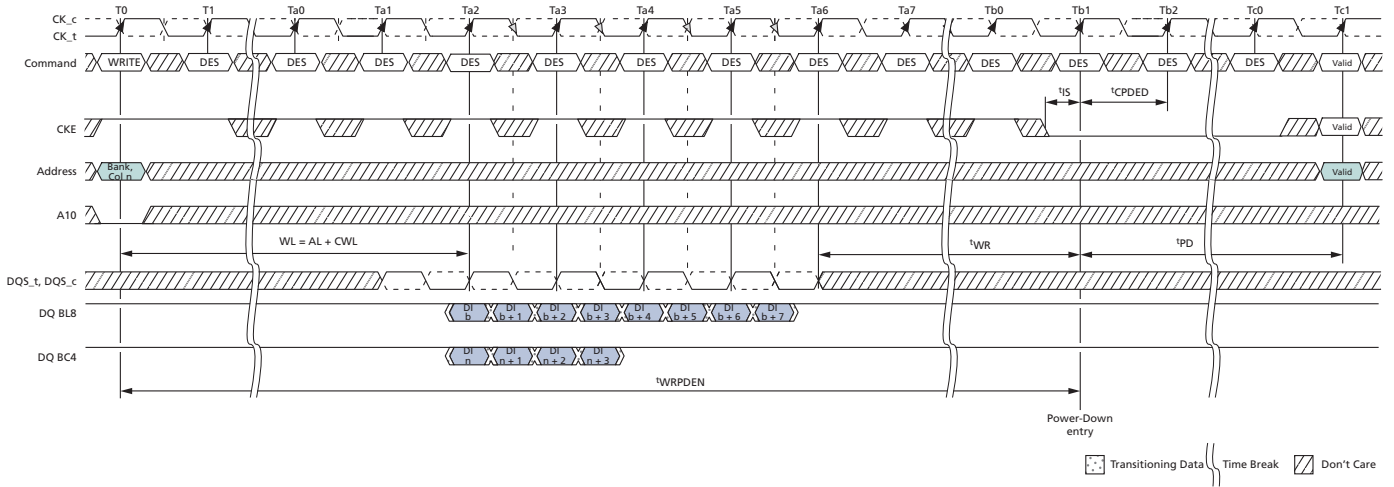 T0 T1 Ta0 Ta1 Ta2 Ta3 Ta4 Ta5 Ta6 Ta7 Tb0 Tb1 Tb2 Tc0 Tc1
CK_c
CK_t
Command WRITE DES DES DES DES DES DES DES DES DES DES DES DES DES Valid
tIS tCPDED
CKE Valid
Address Bank, Col n Valid
A10
WL = AL + CWL tWR tPD
DQS_t, DQS_c
DQ BL8 DI b DI b + 1 DI b + 2 DI b + 3 DI b + 4 DI b + 5 DI b + 6 DI b + 7
DQ BC4 DI n DI n + 1 DI n + 2 DI n + 3
tWRPDEN
Power-Down
entry
Transitioning Data Time Break Don't Care